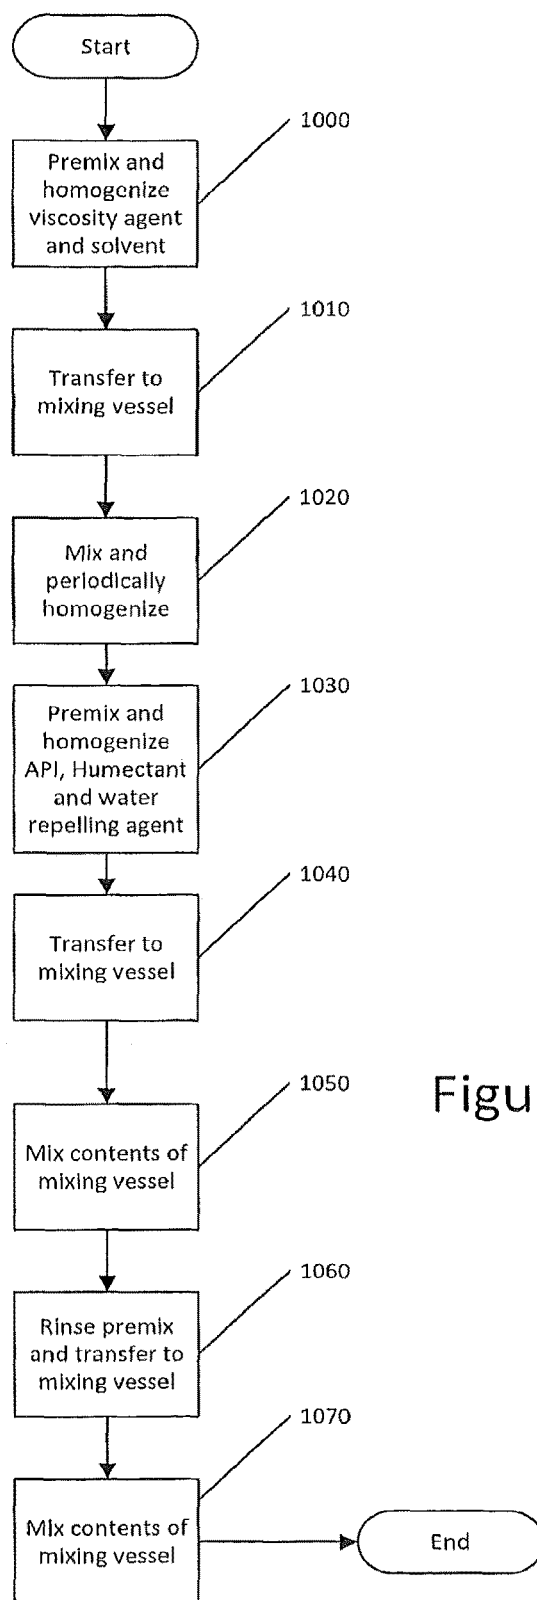 Start
1000
Premix and
homogenize
viscosity agent
and solvent
1010
Transfer to
mixing vessel
1020
Mix and
periodically
homogenize
1030
Premix and
homogenize
API, Humectant
and water
repelling agent
1040
Transfer to
mixing vessel
1050
Mix contents of
mixing vessel
Figu
1060
Rinse premix
and transfer to
mixing vessel
1070
Mix contents of
mixing vessel
End